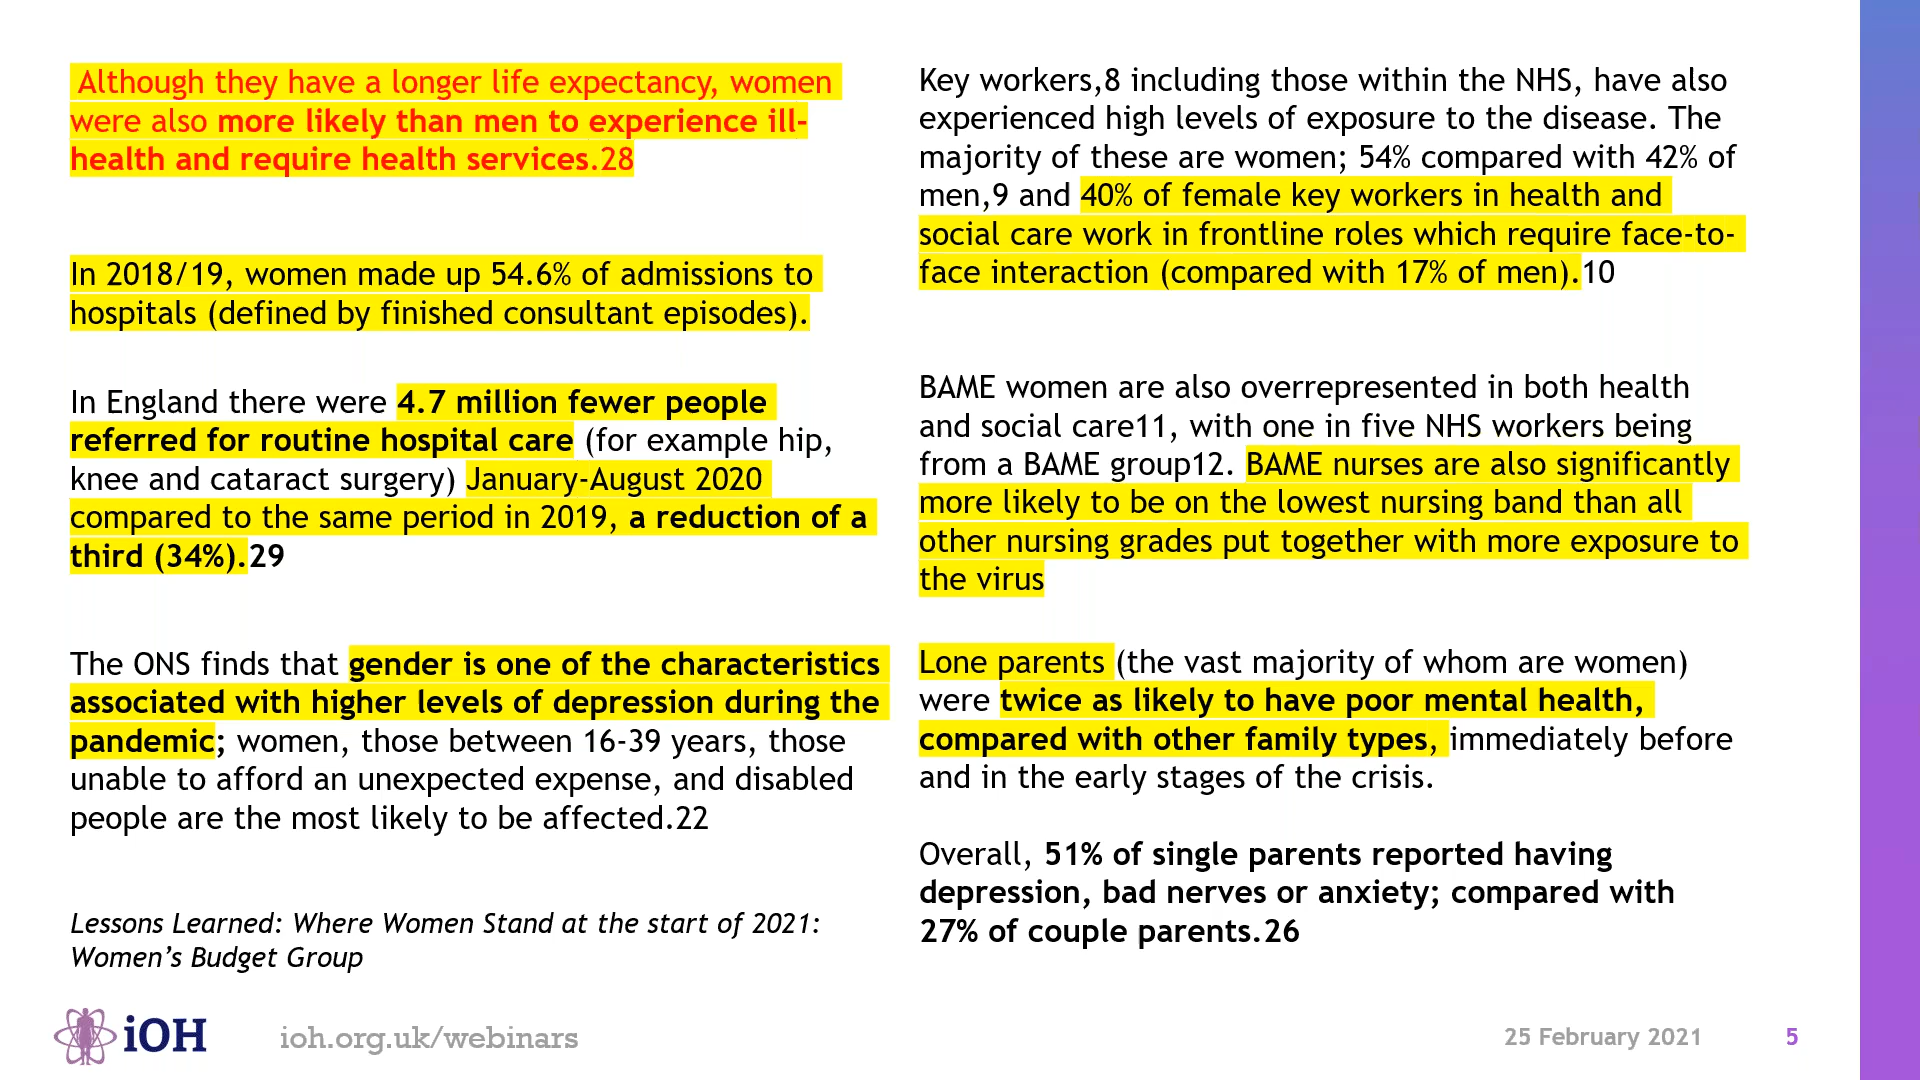 Although they have a longer life expectancy, women
were also more likely than men to experience ill-
health and require health services.28
In 2018/19, women made up 54.6% of admissions to
hospitals (defined by finished consultant episodes).
In England there were 4.7 million fewer people
referred for routine hospital care (for example hip,
knee and cataract surgery) January-August 2020
compared to the same period in 2019, a reduction of a
third (34%).29
The ONS finds that gender is one of the characteristics
associated with higher levels of depression during the
pandemic; women, those between 16-39 years, those
unable to afford an unexpected expense, and disabled
people are the most likely to be affected.22
Lessons Learned: Where Women Stand at the start of 2021:
Women’s Budget Group
Key workers,8 including those within the NHS, have also
experienced high levels of exposure to the disease. The
majority of these are women; 54% compared with 42% of
men,9 and 40% of female key workers in health and
social care work in frontline roles which require face-to-
face interaction (compared with 17% of men).10
BAME women are also overrepresented in both health
and social care11, with one in five NHS workers being
from a BAME group12. BAME nurses are also significantly
more likely to be on the lowest nursing band than all
other nursing grades put together with more exposure to
the virus
Lone parents (the vast majority of whom are women)
were twice as likely to have poor mental health,
compared with other family types, immediately before
and in the early stages of the crisis.
Overall, 51% of single parents reported having
depression, bad nerves or anxiety; compared with
27% of couple parents.26
iOH
ioh.org.uk/webinars
25 February 2021
5